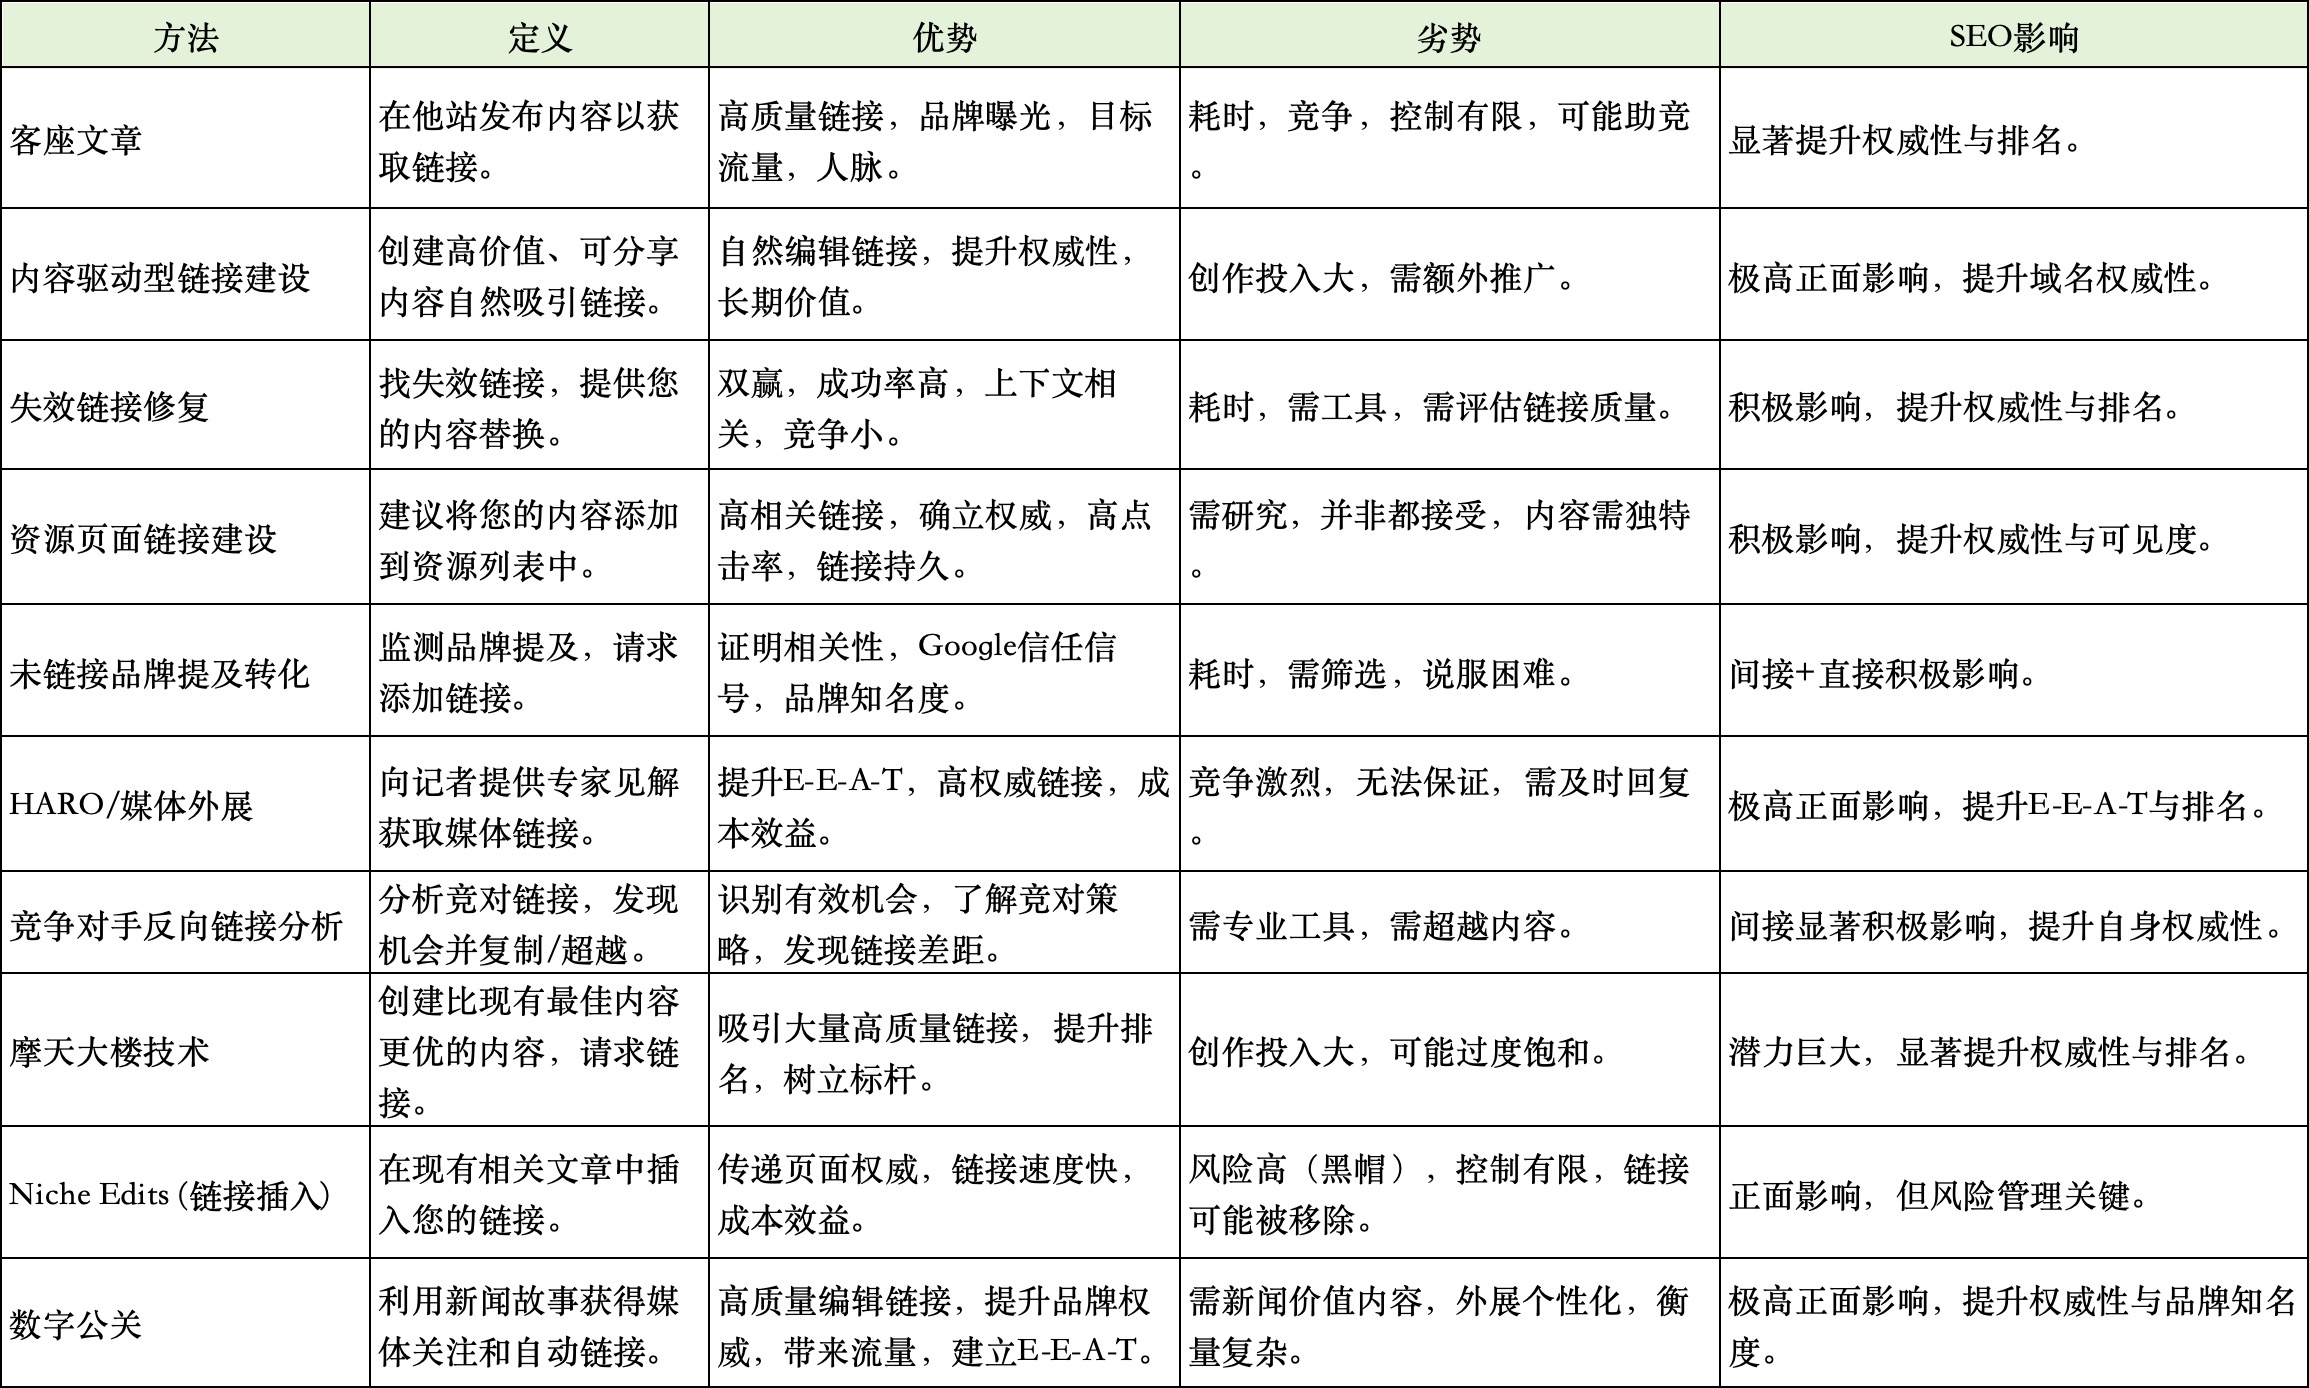 方法
定义
优势
劣势
SEO影响
客座文章
在他站发布内容以获
取链接。
高质量链接，品牌曝光，目标
流量，人脉。
耗时，竞争，控制有限，可能助竞
。
显著提升权威性与排名。
内容驱动型链接建设
创建高价值、可分享
内容自然吸引链接。
自然编辑链接，提升权威性，
长期价值。
创作投入大，需额外推广。
极高正面影响，提升域名权威性。
失效链接修复
找失效链接，提供您
的内容替换。
双赢，成功率高，上下文相
关，竞争小。
耗时，需工具，需评估链接质量。
积极影响，提升权威性与排名。
资源页面链接建设
建议将您的内容添加
到资源列表中。
高相关链接，确立权威，高点
击率，链接持久。
需研究，并非都接受，内容需独特
。
积极影响，提升权威性与可见度。
未链接品牌提及转化
监测品牌提及，请求
添加链接。
证明相关性，Google信任信
号，品牌知名度。
耗时，需筛选，说服困难。
间接+直接积极影响。
HARO/媒体外展
向记者提供专家见解
获取媒体链接。
提升E-E-A-T，高权威链接，成
本效益。
竞争激烈，无法保证，需及时回复
。
极高正面影响，提升E-E-A-T与排名。
竞争对手反向链接分析
分析竞对链接，发现
机会并复制/超越。
识别有效机会，了解竞对策
略，发现链接差距。
需专业工具，需超越内容。
间接显著积极影响，提升自身权威性。
摩天大楼技术
创建比现有最佳内容
更优的内容，请求链
接。
吸引大量高质量链接，提升排
名，树立标杆。
创作投入大，可能过度饱和。
潜力巨大，显著提升权威性与排名。
Niche Edits (链接插入)
在现有相关文章中插
入您的链接。
传递页面权威，链接速度快，
成本效益。
风险高（黑帽），控制有限，链接
可能被移除。
正面影响，但风险管理关键。
数字公关
利用新闻故事获得媒
体关注和自动链接。
高质量编辑链接，提升品牌权
威，带来流量，建立E-E-A-T。
需新闻价值内容，外展个性化，衡
量复杂。
极高正面影响，提升权威性与品牌知名
度。